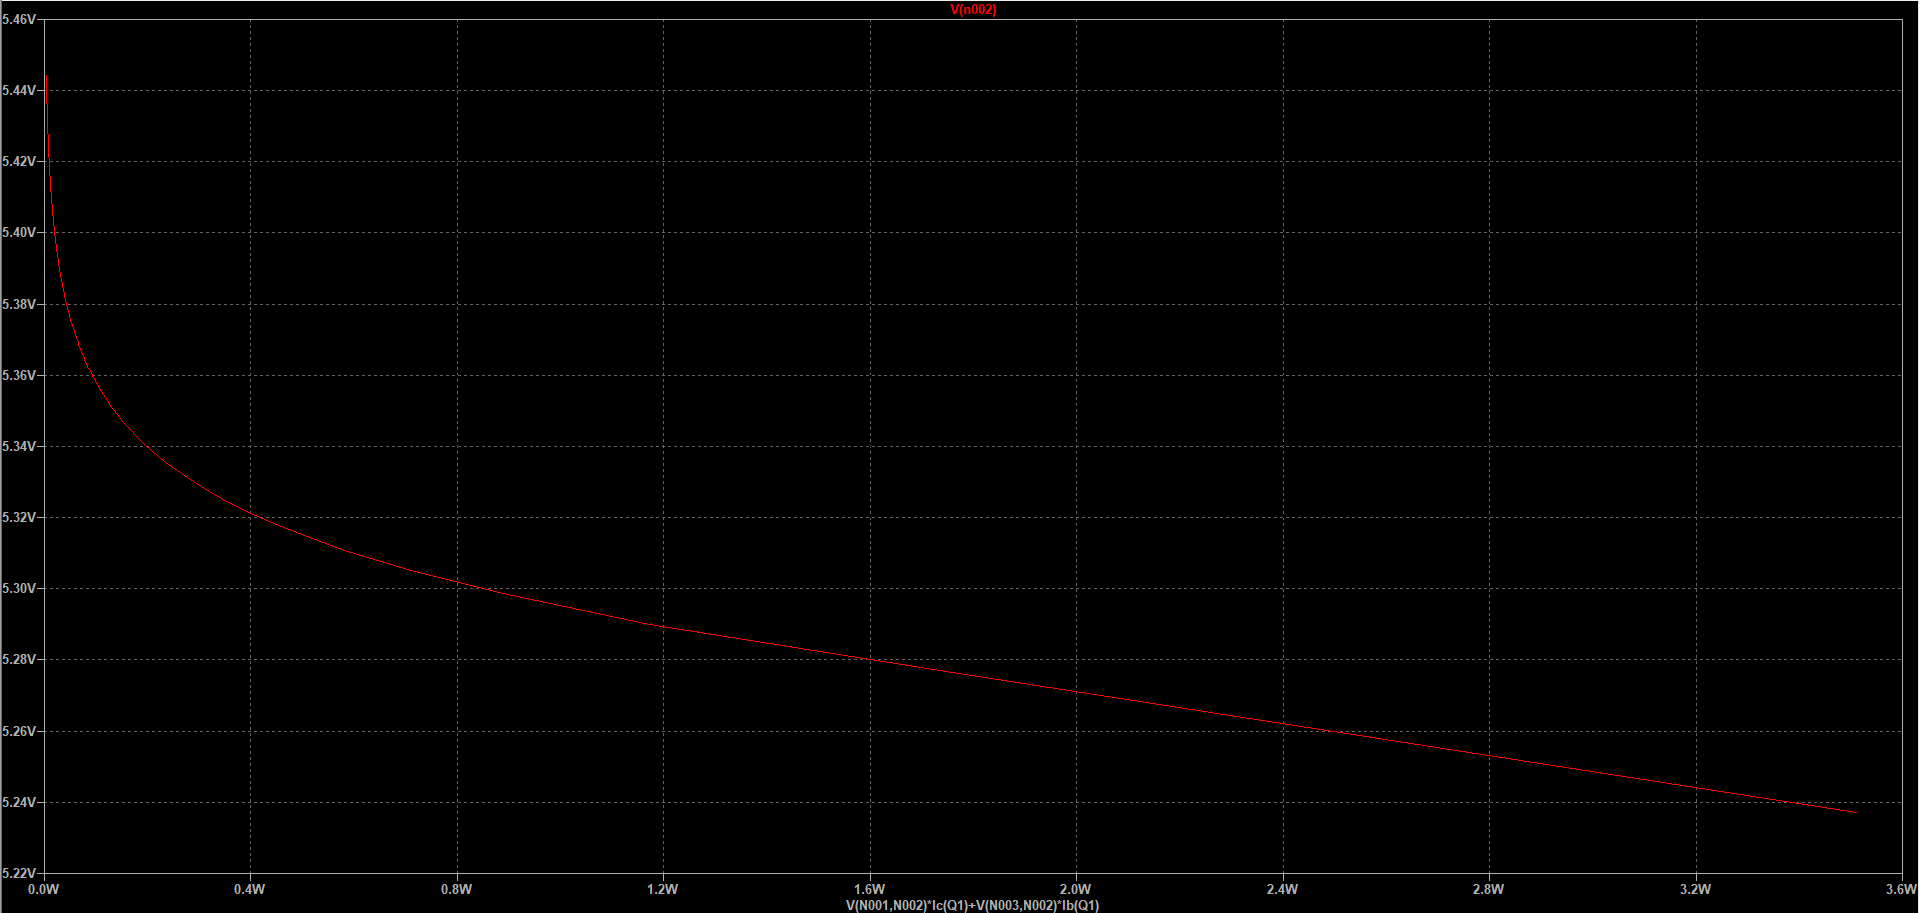 V(n002)
5.46V
5.44V
5.42V
5.40V
5.38V
5.36V
5.34V
5.32V
5.30V
5.28V
5.26V
5.24V
5.22V
0.0W 0.4W 0.8W 1.2W 1.6W 2.0W 2.4W 2.8W 3.2W 3.6W
V(N001,N002)*Ic(Q1)+V(N003,N002)*Ib(Q1)